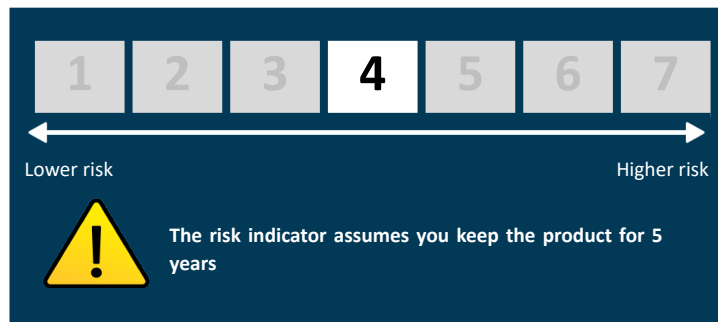 1 2 3 4 5 6 7
Lower risk Higher risk
The risk indicator assumes you keep the product for 5
years